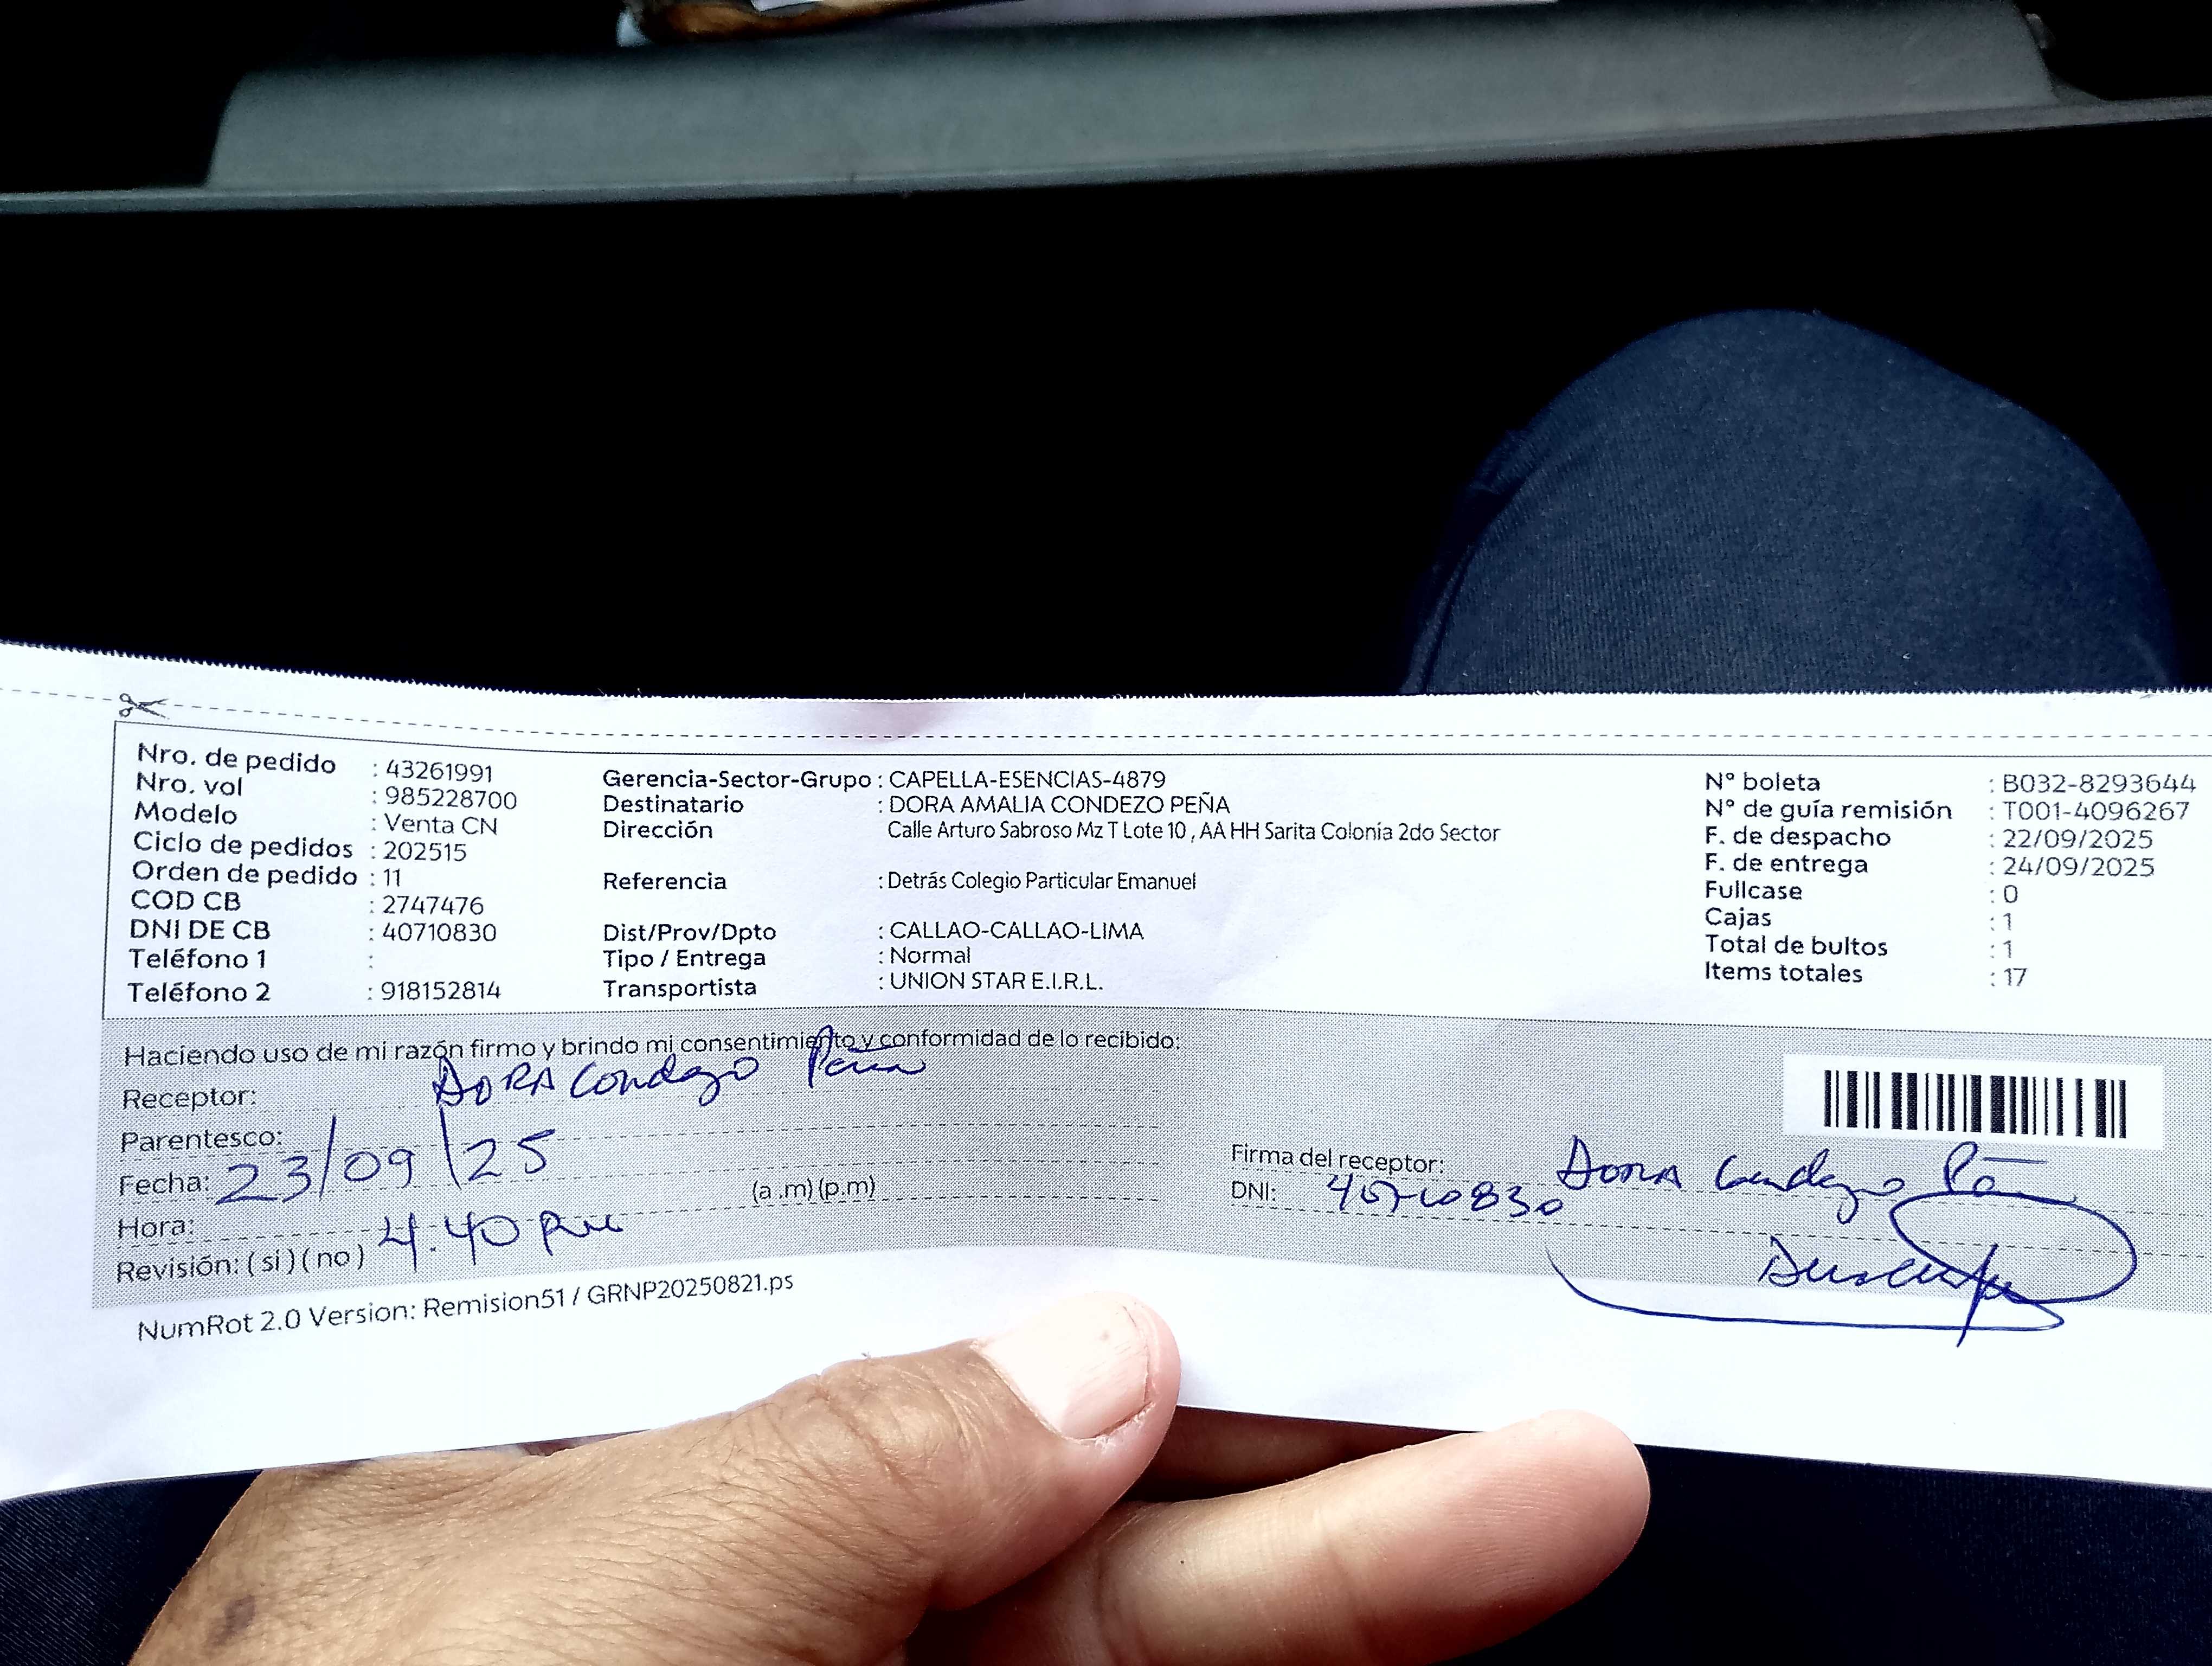 Nro. de pedido : 43261991
Nro. vol : 985228700
Modelo : Venta CN
Ciclo de pedidos : 202515
Orden de pedido : 11
COD CB : 2747476
DNI DE CB : 40710830
Teléfono 1 :
Teléfono 2 : 918152814
Gerencia-Sector-Grupo : CAPELLA-ESENCIAS-4879
Destinatario : DORA AMALIA CONDEZO PEÑA
Dirección Calle Arturo Sabroso Mz T Lote 10 , AA HH Sarita Colonia 2do Sector
Referencia : Detrás Colegio Particular Emanuel
Dist/Prov/Dpto : CALLAO-CALLAO-LIMA
Tipo / Entrega : Normal
Transportista : UNION STAR E.I.R.L.
N° boleta : B032-8293644
N° de guía remisión : T001-4096267
F. de despacho : 22/09/2025
F. de entrega : 24/09/2025
Fullcase : 0
Cajas : 1
Total de bultos : 1
Items totales : 17
Haciendo uso de mi razón firmo y brindo mi consentimiento y conformidad de lo recibido:
Receptor: DORA Condezo Peña
Parentesco:
Fecha: 23/09/25
Hora: (a .m) (p.m)
Revisión: ( si ) ( no ) 4.40 pm
Firma del receptor: DORA Condezo Peña
DNI: 40710830
NumRot 2.0 Version: Remision51 / GRNP20250821.ps